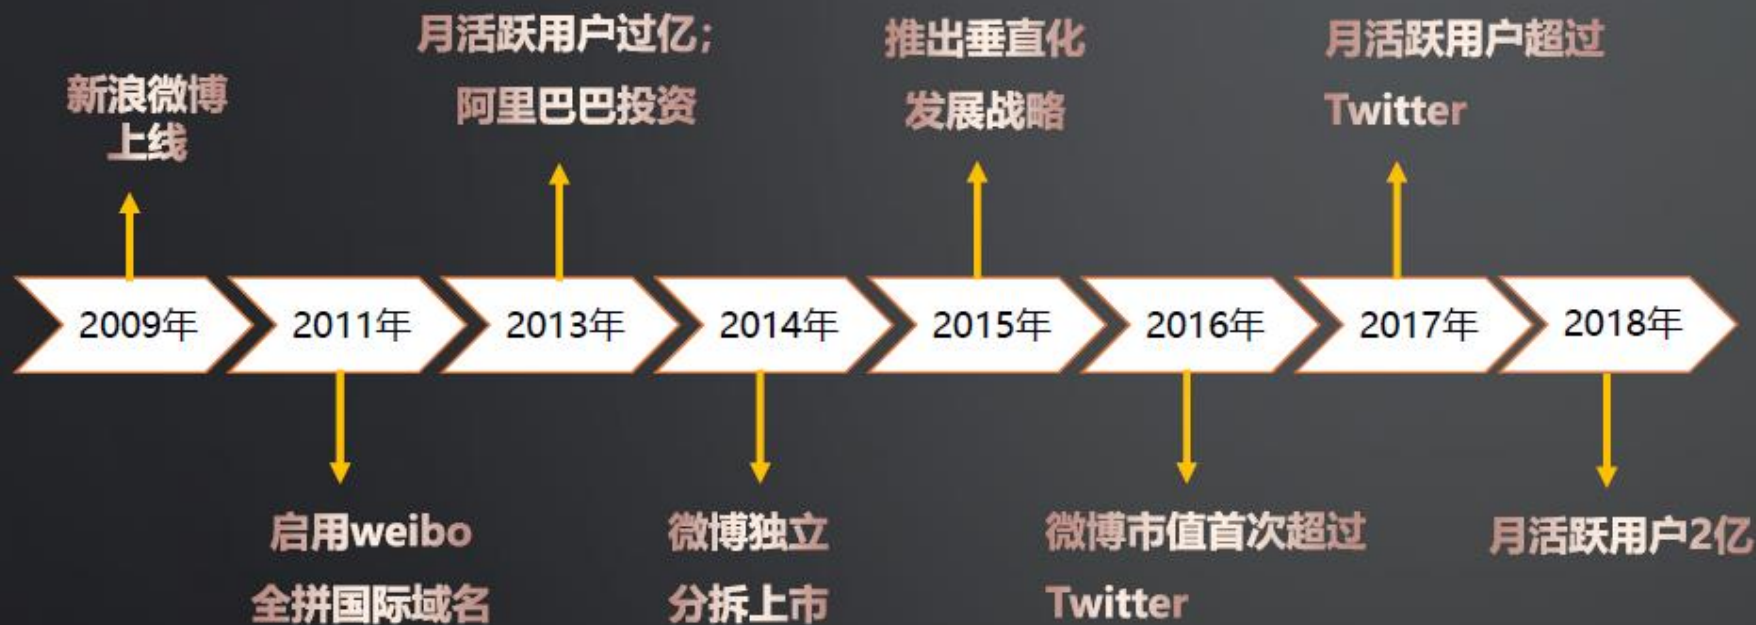 新浪微博
上线
月活跃用户过亿；
阿里巴巴投资
推出垂直化
发展战略
月活跃用户超过
Twitter
2009年
2011年
2013年
2014年
2015年
2016年
2017年
2018年
启用weibo
全拼国际域名
微博独立
分拆上市
微博市值首次超过
Twitter
月活跃用户2亿